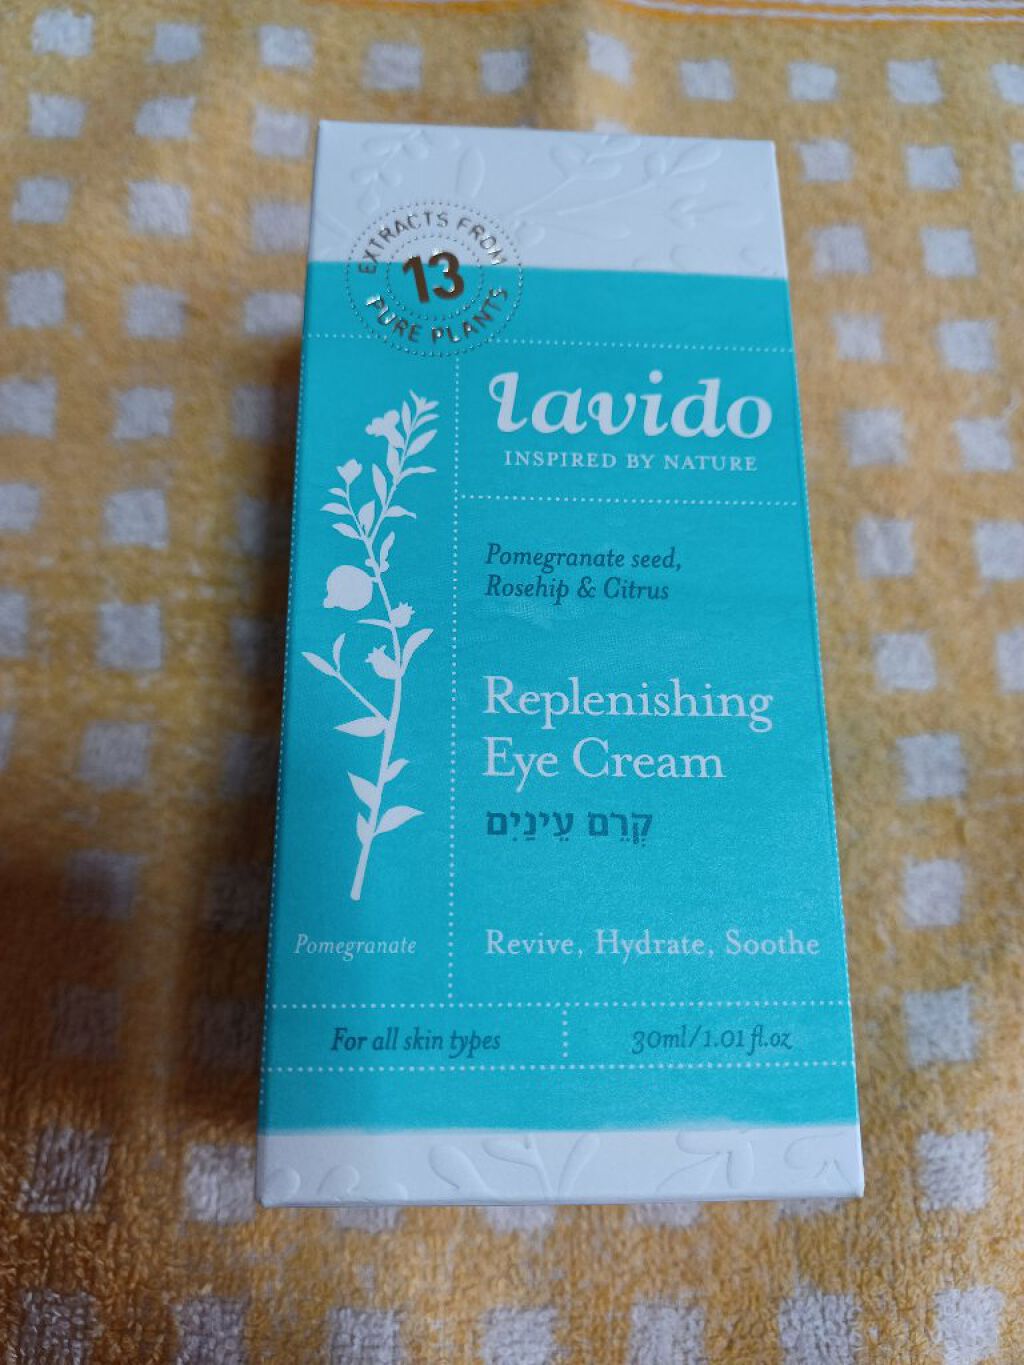 EXTRACTS FROM
13
PURE PLANTS
lavido
INSPIRED BY NATURE
Pomegranate seed,
Rosehip & Citrus
Replenishing
Eye Cream
קְרֵם עֵינַיִם
Pomegranate
Revive, Hydrate, Soothe
For all skin types
30ml/1.01 fl.oz